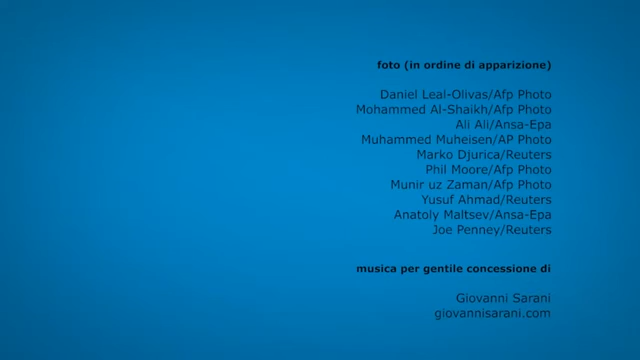 foto (in ordine di apparizione)
Daniel Leal-Olivas/Afp Photo
Mohammed Al-Shaikh/Afp Photo
Ali Ali/Ansa-Epa
Muhammed Muheisen/AP Photo
Marko Djurica/Reuters
Phil Moore/Afp Photo
Munir uz Zaman/Afp Photo
Yusuf Ahmad/Reuters
Anatoly Maltsev/Ansa-Epa
Joe Penney/Reuters
musica per gentile concessione di
Giovanni Sarani
giovannisarani.com